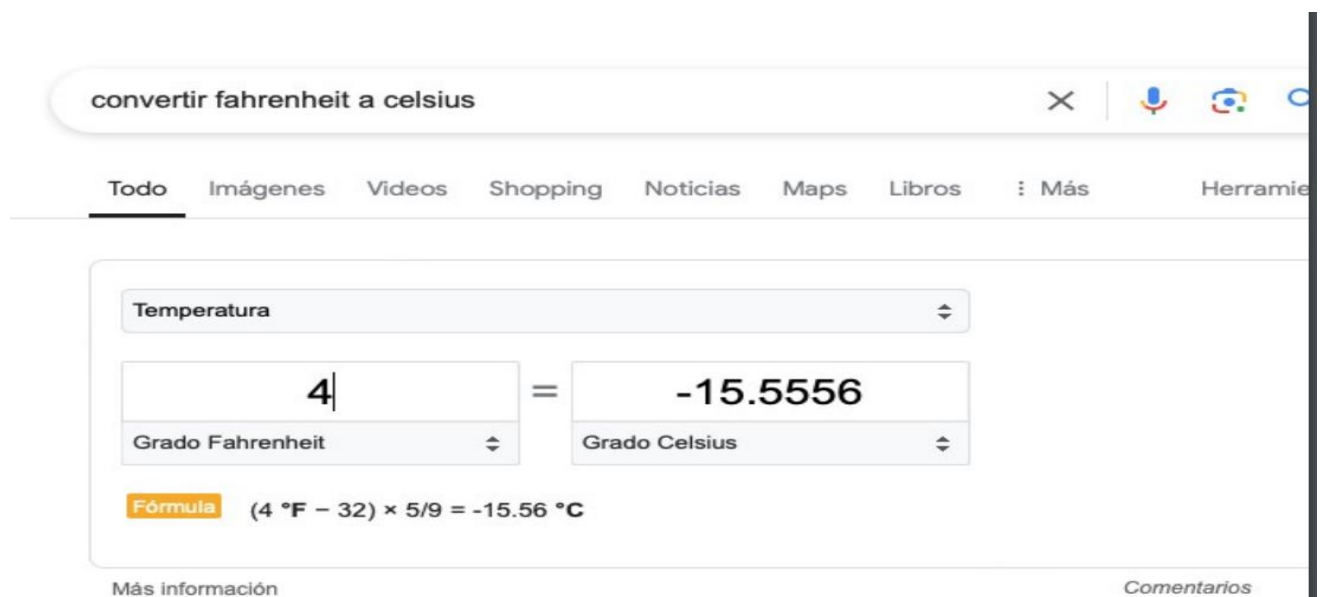 convertir fahrenheit a celsius
Todo Imágenes Videos Shopping Noticias Maps Libros Más Herramie
Temperatura
4 = -15.5556
Grado Fahrenheit Grado Celsius
Fórmula (4 °F − 32) × 5/9 = -15.56 °C
Más información Comentarios